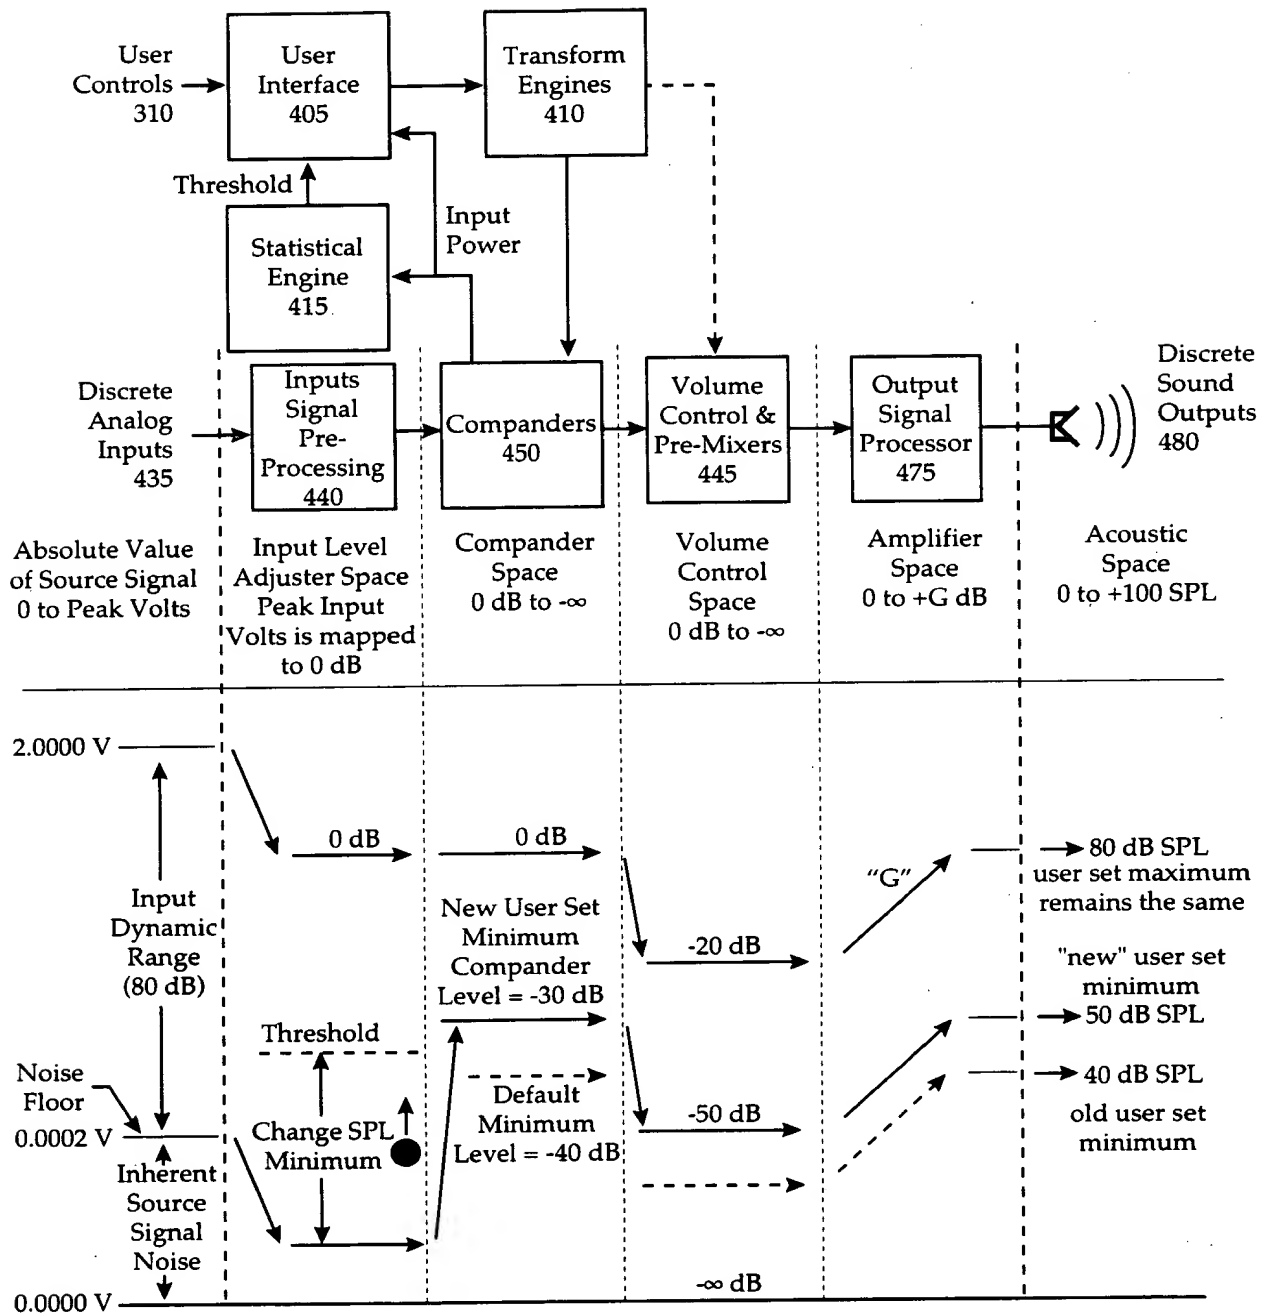 User
Controls
310
User
Interface
405
Transform
Engines
410
Threshold
Input
Power
Statistical
Engine
415
Discrete
Analog
Inputs
435
Inputs
Signal
Pre-
Processing
440
Companders
450
Volume
Control &
Pre-Mixers
445
Output
Signal
Processor
475
Discrete
Sound
Outputs
480
Absolute Value
of Source Signal
0 to Peak Volts
Input Level
Adjuster Space
Peak Input
Volts is mapped
to 0 dB
Compander
Space
0 dB to -∞
Volume
Control
Space
0 dB to -∞
Amplifier
Space
0 to +G dB
Acoustic
Space
0 to +100 SPL
2.0000 V
0 dB
0 dB
"G"
80 dB SPL
user set maximum
remains the same
Input
Dynamic
Range
(80 dB)
New User Set
Minimum
Compander
Level = -30 dB
-20 dB
"new" user set
minimum
50 dB SPL
Threshold
Noise
Floor
0.0002 V
Change SPL
Minimum
Default
Minimum
Level = -40 dB
-50 dB
40 dB SPL
old user set
minimum
Inherent
Source
Signal
Noise
0.0000 V
-∞ dB